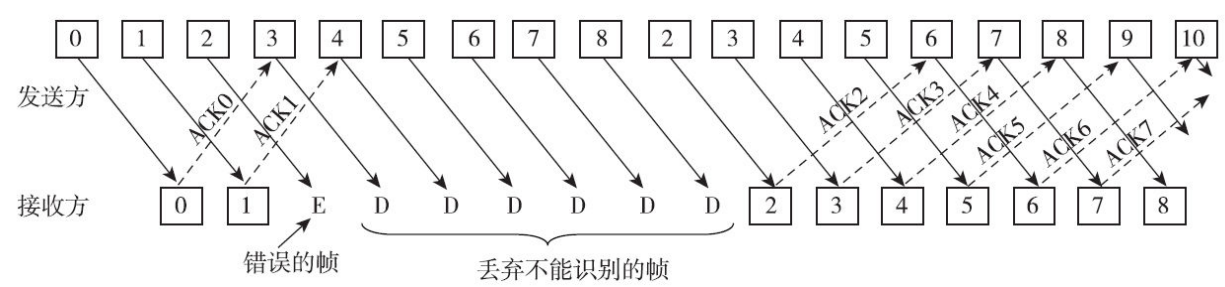 0 1 2 3 4 5 6 7 8 2 3 4 5 6 7 8 9 10
发送方
ACK0 ACK1 ACK2 ACK3 ACK4 ACK5 ACK6 ACK7
接收方 0 1 E D D D D D D 2 3 4 5 6 7 8
错误的帧
丢弃不能识别的帧